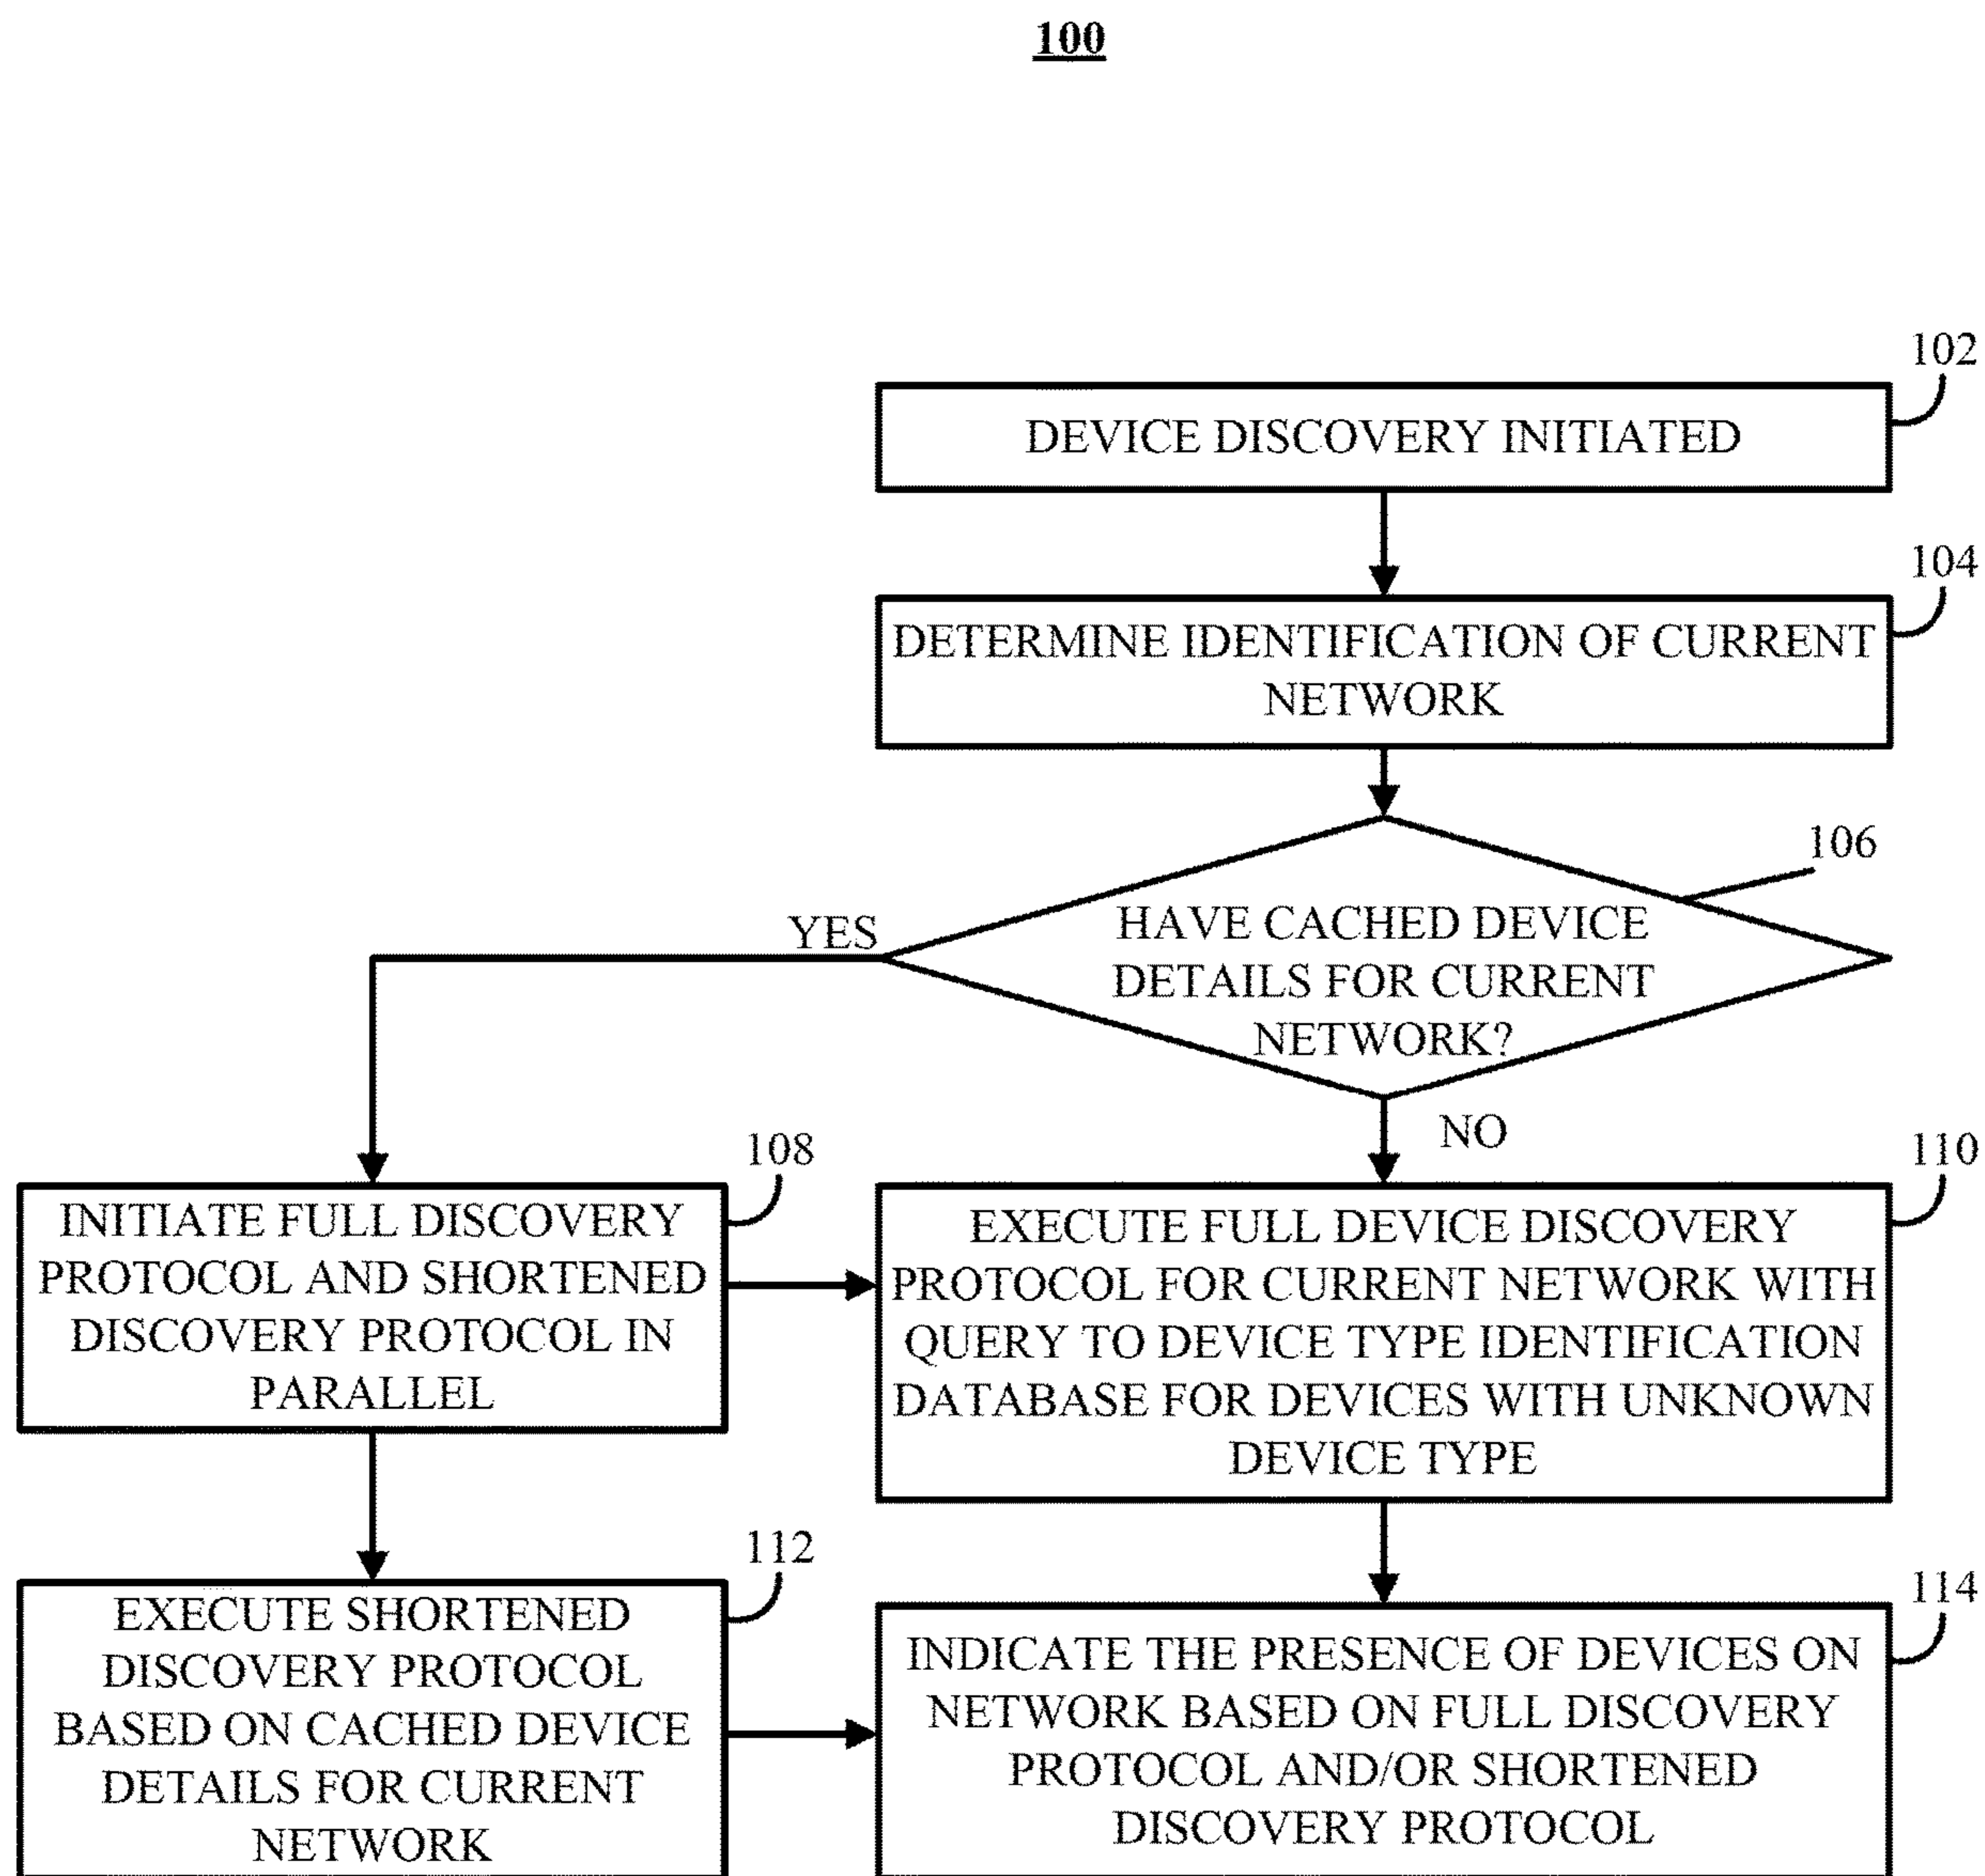 100
102
DEVICE DISCOVERY INITIATED
104
DETERMINE IDENTIFICATION OF CURRENT
NETWORK
106
HAVE CACHED DEVICE
DETAILS FOR CURRENT
NETWORK?
YES
NO
108
INITIATE FULL DISCOVERY
PROTOCOL AND SHORTENED
DISCOVERY PROTOCOL IN
PARALLEL
110
EXECUTE FULL DEVICE DISCOVERY
PROTOCOL FOR CURRENT NETWORK WITH
QUERY TO DEVICE TYPE IDENTIFICATION
DATABASE FOR DEVICES WITH UNKNOWN
DEVICE TYPE
112
EXECUTE SHORTENED
DISCOVERY PROTOCOL
BASED ON CACHED DEVICE
DETAILS FOR CURRENT
NETWORK
114
INDICATE THE PRESENCE OF DEVICES ON
NETWORK BASED ON FULL DISCOVERY
PROTOCOL AND/OR SHORTENED
DISCOVERY PROTOCOL